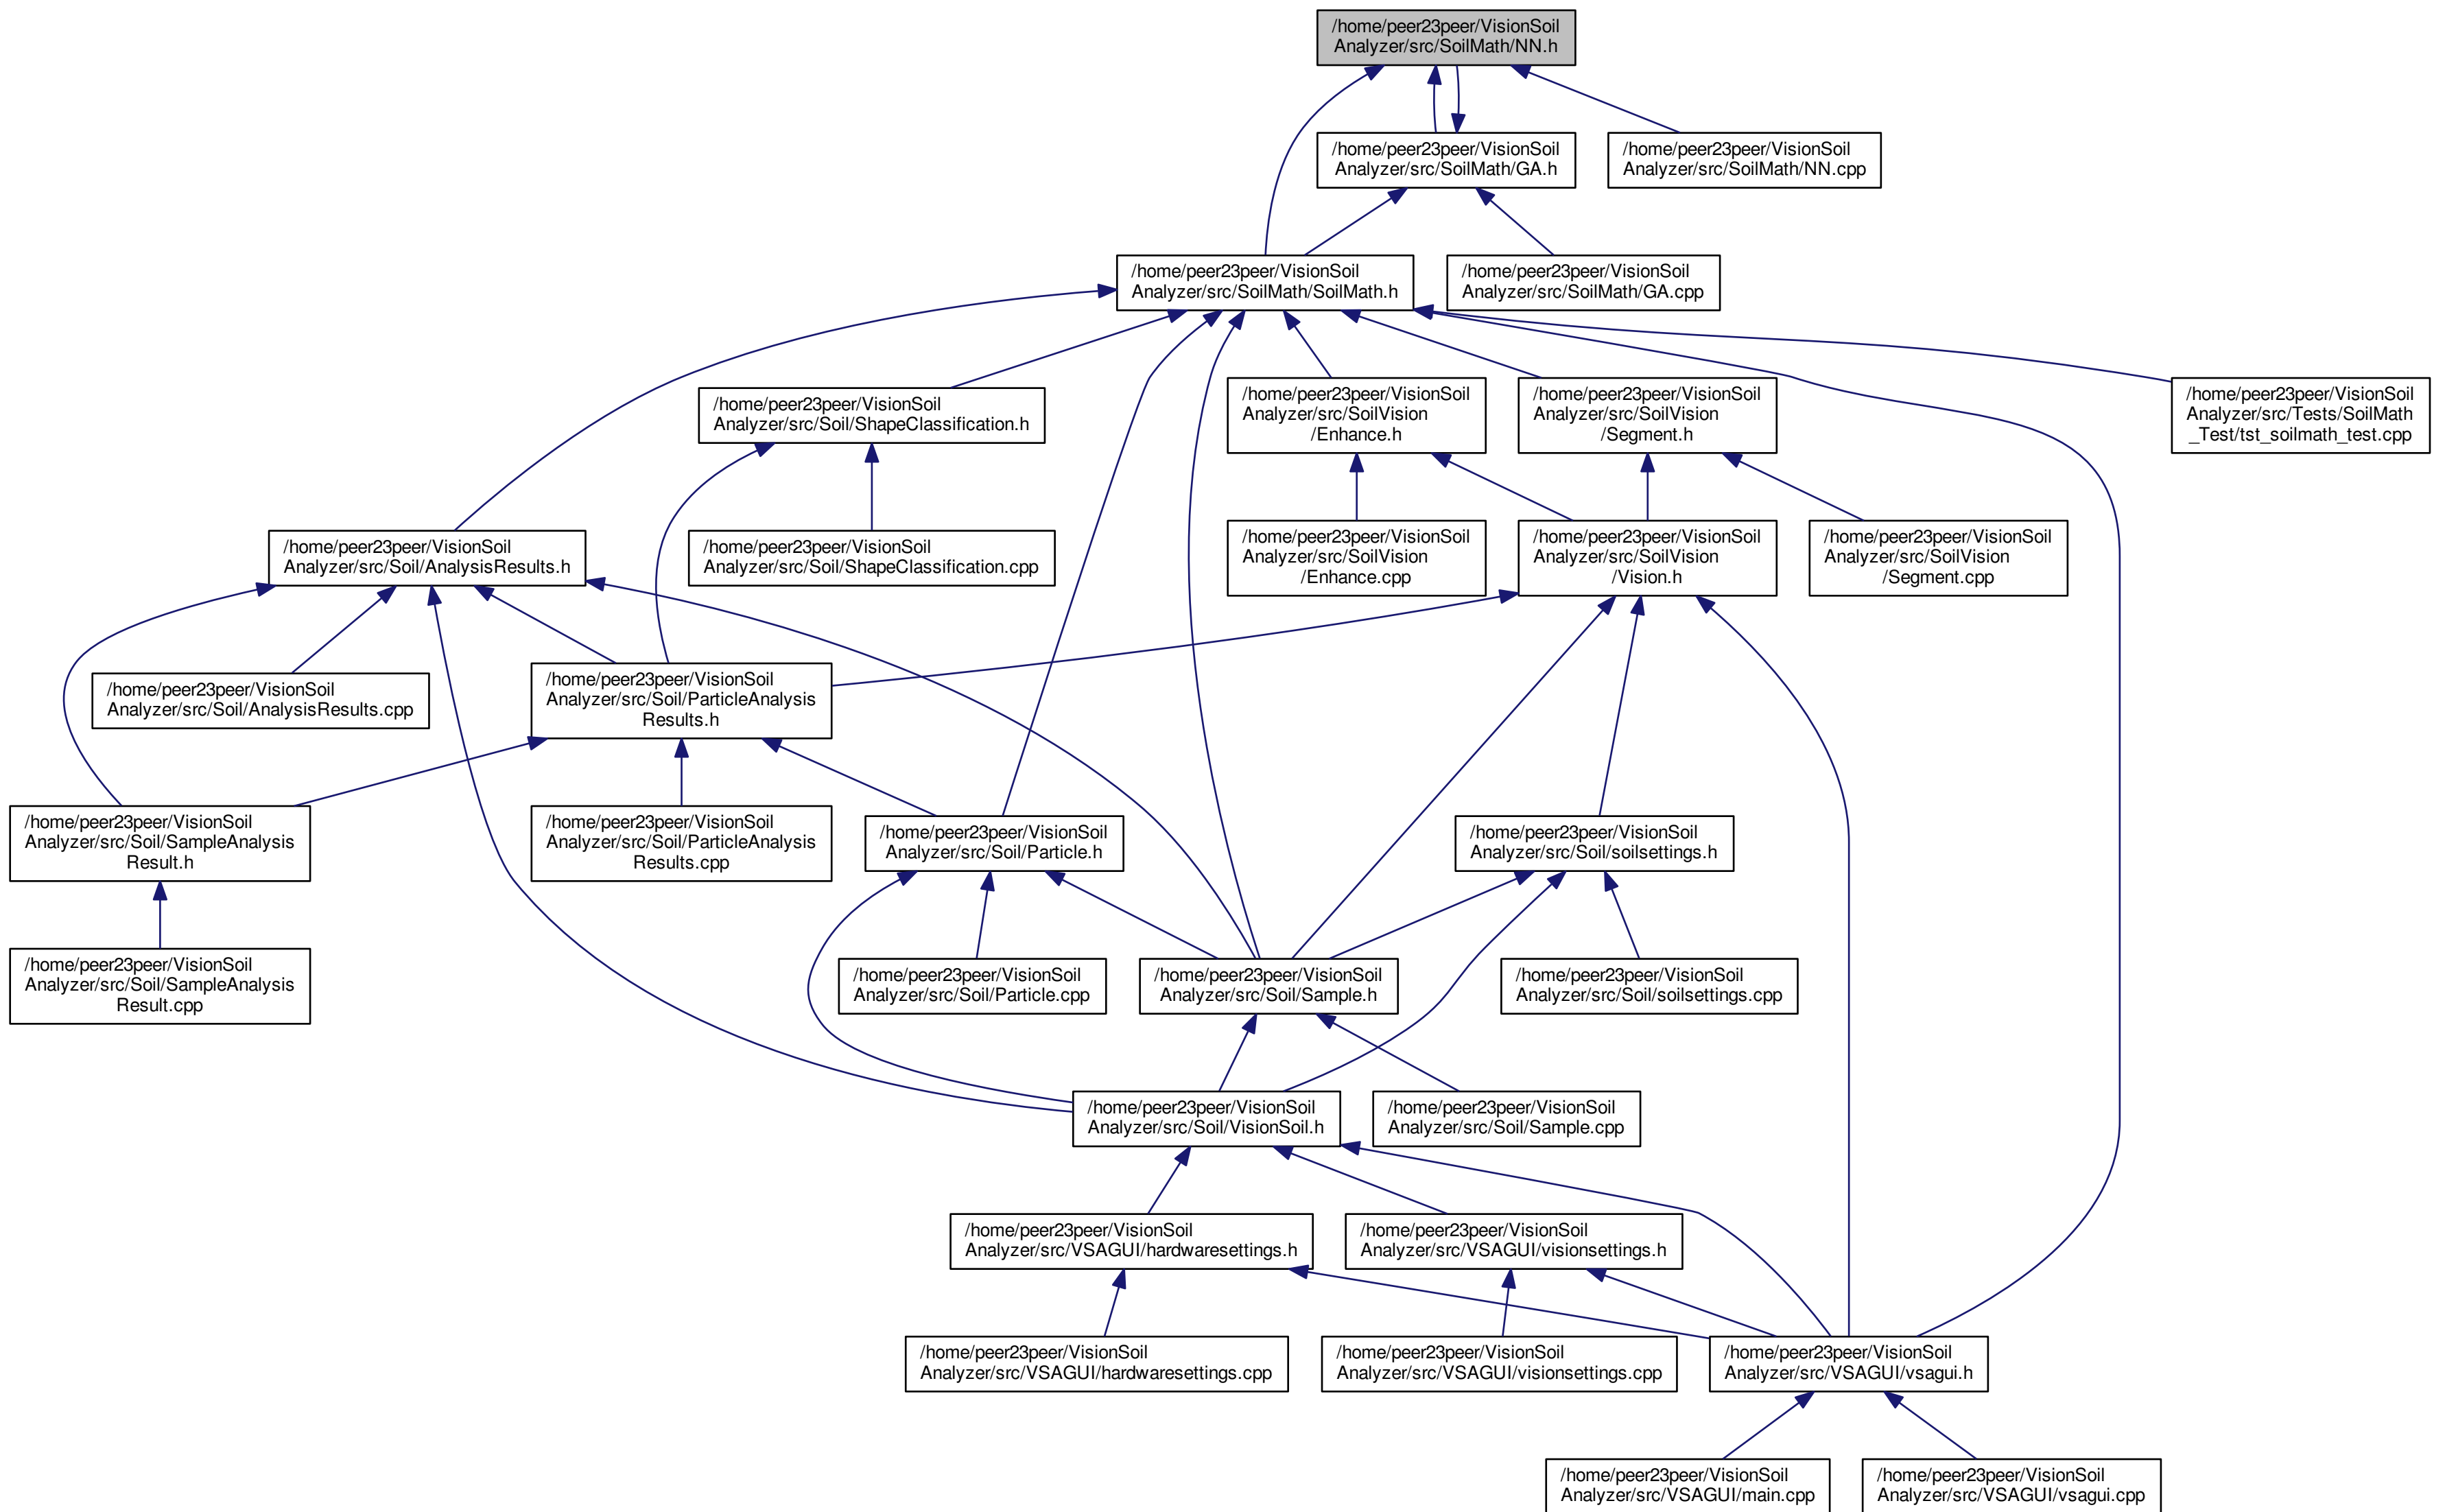 /home/peer23peer/VisionSoil
Analyzer/src/SoilMath/NN.h
/home/peer23peer/VisionSoil
Analyzer/src/SoilMath/GA.h
/home/peer23peer/VisionSoil
Analyzer/src/SoilMath/NN.cpp
/home/peer23peer/VisionSoil
Analyzer/src/SoilMath/SoilMath.h
/home/peer23peer/VisionSoil
Analyzer/src/SoilMath/GA.cpp
/home/peer23peer/VisionSoil
Analyzer/src/Soil/ShapeClassification.h
/home/peer23peer/VisionSoil
Analyzer/src/SoilVision
/Enhance.h
/home/peer23peer/VisionSoil
Analyzer/src/SoilVision
/Segment.h
/home/peer23peer/VisionSoil
Analyzer/src/Tests/SoilMath
_Test/tst_soilmath_test.cpp
/home/peer23peer/VisionSoil
Analyzer/src/Soil/AnalysisResults.h
/home/peer23peer/VisionSoil
Analyzer/src/Soil/ShapeClassification.cpp
/home/peer23peer/VisionSoil
Analyzer/src/SoilVision
/Enhance.cpp
/home/peer23peer/VisionSoil
Analyzer/src/SoilVision
/Vision.h
/home/peer23peer/VisionSoil
Analyzer/src/SoilVision
/Segment.cpp
/home/peer23peer/VisionSoil
Analyzer/src/Soil/AnalysisResults.cpp
/home/peer23peer/VisionSoil
Analyzer/src/Soil/ParticleAnalysis
Results.h
/home/peer23peer/VisionSoil
Analyzer/src/Soil/SampleAnalysis
Result.h
/home/peer23peer/VisionSoil
Analyzer/src/Soil/ParticleAnalysis
Results.cpp
/home/peer23peer/VisionSoil
Analyzer/src/Soil/Particle.h
/home/peer23peer/VisionSoil
Analyzer/src/Soil/soilsettings.h
/home/peer23peer/VisionSoil
Analyzer/src/Soil/SampleAnalysis
Result.cpp
/home/peer23peer/VisionSoil
Analyzer/src/Soil/Particle.cpp
/home/peer23peer/VisionSoil
Analyzer/src/Soil/Sample.h
/home/peer23peer/VisionSoil
Analyzer/src/Soil/soilsettings.cpp
/home/peer23peer/VisionSoil
Analyzer/src/Soil/VisionSoil.h
/home/peer23peer/VisionSoil
Analyzer/src/Soil/Sample.cpp
/home/peer23peer/VisionSoil
Analyzer/src/VSAGUI/hardwaresettings.h
/home/peer23peer/VisionSoil
Analyzer/src/VSAGUI/visionsettings.h
/home/peer23peer/VisionSoil
Analyzer/src/VSAGUI/hardwaresettings.cpp
/home/peer23peer/VisionSoil
Analyzer/src/VSAGUI/visionsettings.cpp
/home/peer23peer/VisionSoil
Analyzer/src/VSAGUI/vsagui.h
/home/peer23peer/VisionSoil
Analyzer/src/VSAGUI/main.cpp
/home/peer23peer/VisionSoil
Analyzer/src/VSAGUI/vsagui.cpp